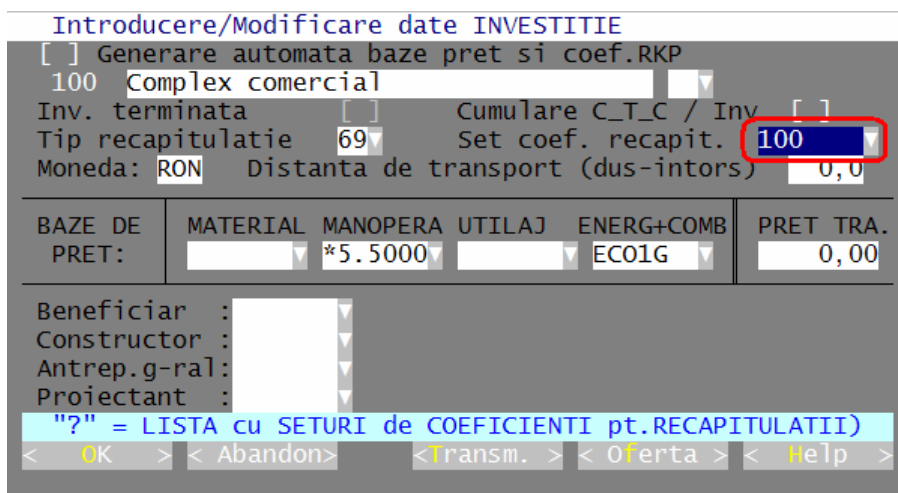 Introducere/Modificare date INVESTITIE
[ ] Generare automata baze pret si coef.RKP
100 Complex comercial
Inv. terminata [ ] Cumulare C_T_C / Inv [ ]
Tip recapitulatie 69 Set coef. recapit. 100
Moneda: RON Distanta de transport (dus-intors) 0,0
BAZE DE MATERIAL MANOPERA UTILAJ ENERG+COMB PRET TRA.
PRET: *5.5000 ECO1G 0,00
Beneficiar :
Constructor :
Antrep.g-ral:
Proiectant :
"?" = LISTA cu SETURI de COEFICIENTI pt.RECAPITULATII)
< OK > < Abandon> <Transm. > < Oferta > < Help >